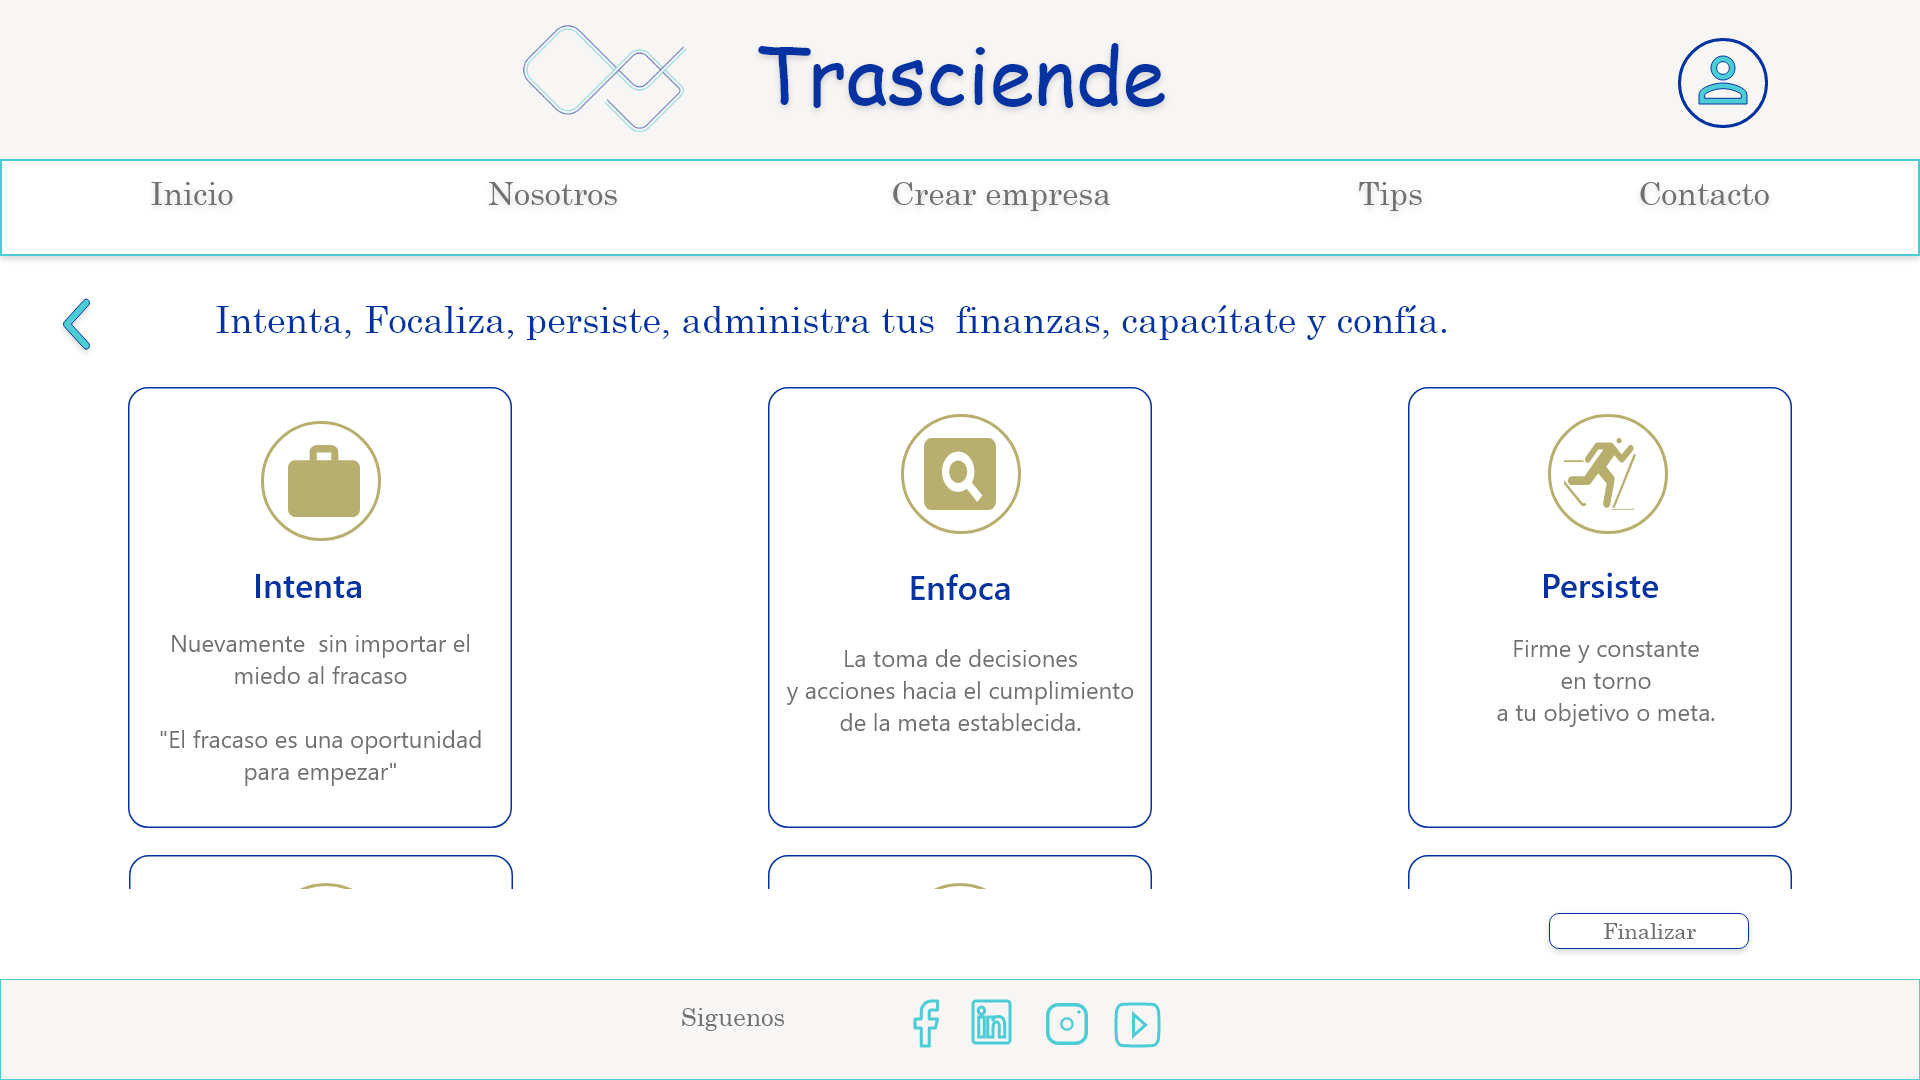 Trasciende
Inicio
Nosotros
Crear empresa
Tips
Contacto
Intenta, Focaliza, persiste, administra tus  finanzas, capacítate y confía.
Intenta
Nuevamente  sin importar el
miedo al fracaso
"El fracaso es una oportunidad
para empezar"
Enfoca
La toma de decisiones
y acciones hacia el cumplimiento
de la meta establecida.
Persiste
Firme y constante
en torno
a tu objetivo o meta.
Finalizar
Siguenos
in